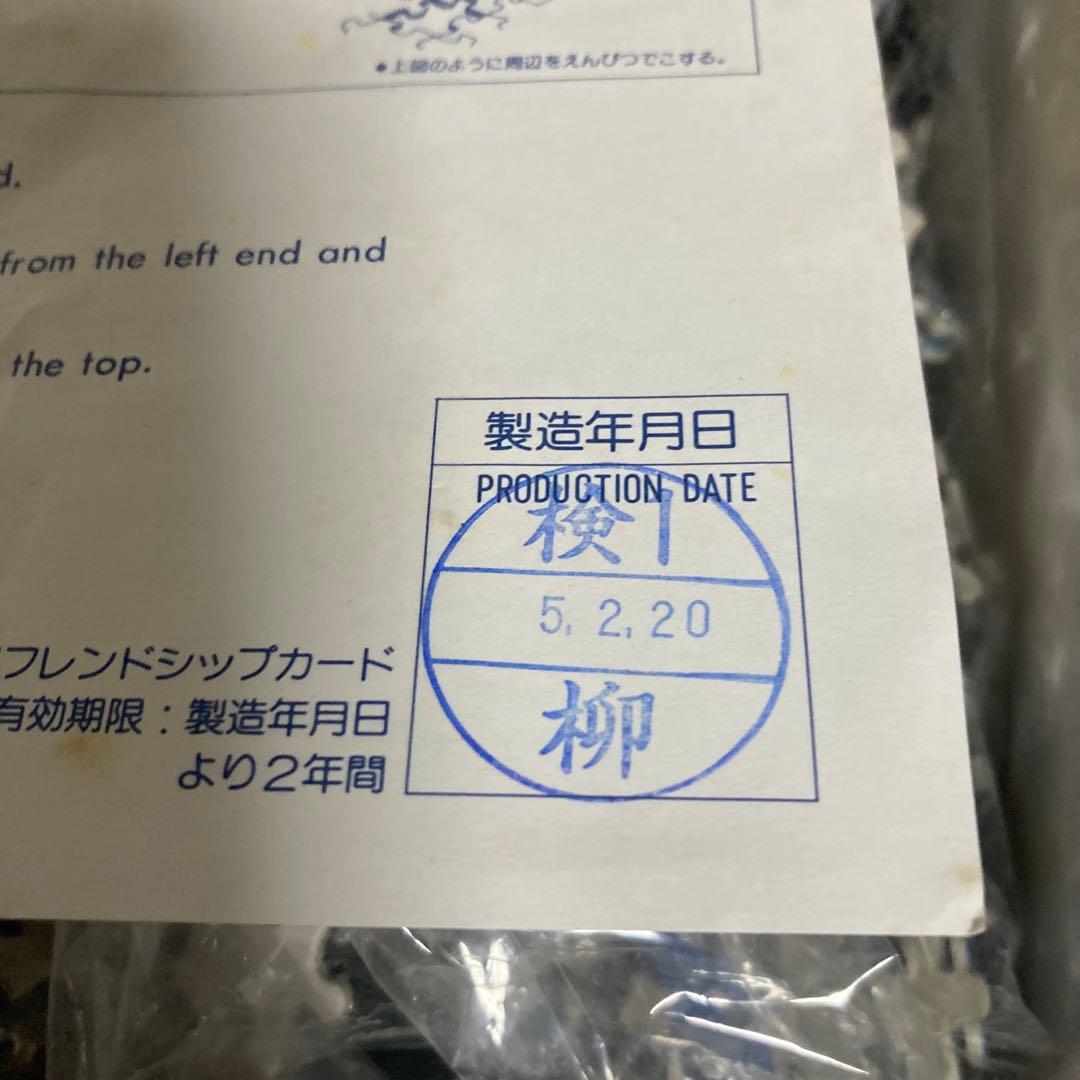 ●上部のように周辺をえんぴつでこする。
d.
from the left end and
the top.
製造年月日
PRODUCTION DATE
検1
5, 2, 20
柳
フレンドシップカード
有効期限：製造年月日
より2年間